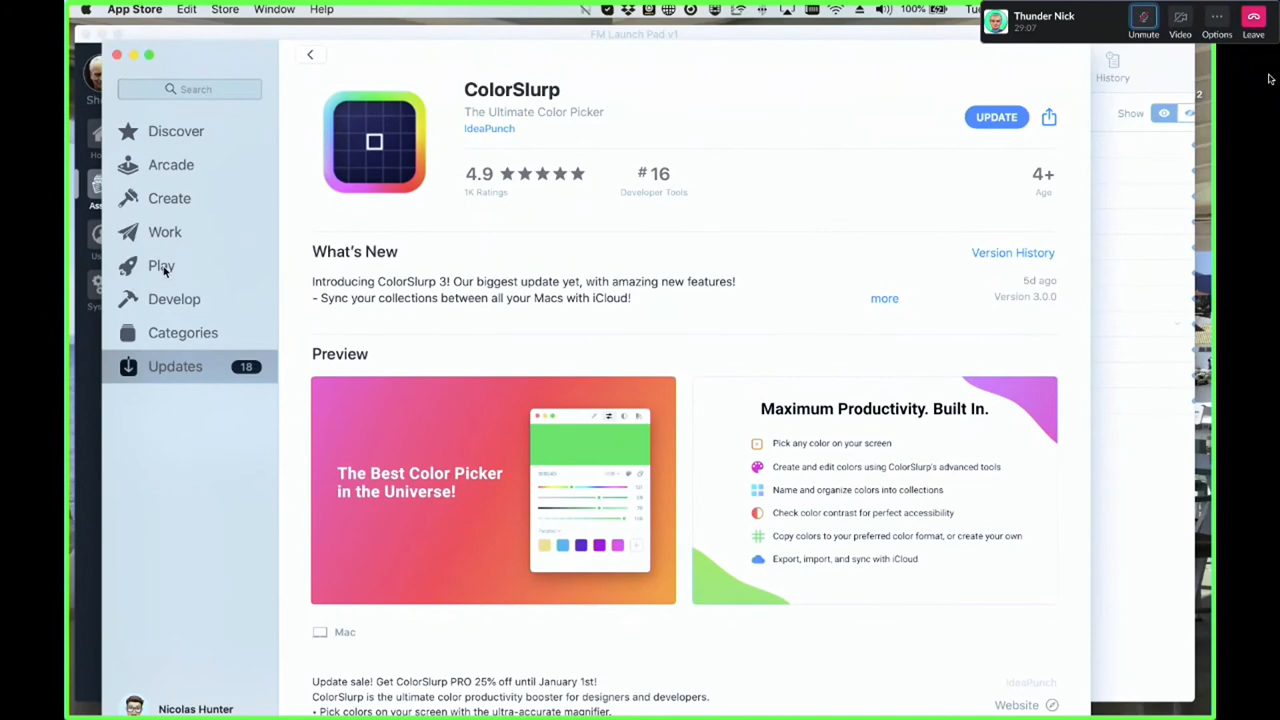 App Store Edit Store Window Help
100%
Thunder Nick
29:07
Unmute Video Options Leave
FM Launch Pad v1
Search
Discover
Arcade
Create
Work
Play
Develop
Categories
Updates 18
Nicolas Hunter
ColorSlurp
The Ultimate Color Picker
IdeaPunch
UPDATE
4.9
1K Ratings
#16
Developer Tools
4+
Age
What's New
Version History
Introducing ColorSlurp 3! Our biggest update yet, with amazing new features!
- Sync your collections between all your Macs with iCloud!
more
5d ago
Version 3.0.0
Preview
The Best Color Picker
in the Universe!
Maximum Productivity. Built In.
Pick any color on your screen
Create and edit colors using ColorSlurp's advanced tools
Name and organize colors into collections
Check color contrast for perfect accessibility
Copy colors to your preferred color format, or create your own
Export, import, and sync with iCloud
Mac
Update sale! Get ColorSlurp PRO 25% off until January 1st!
ColorSlurp is the ultimate color productivity booster for designers and developers.
• Pick colors on your screen with the ultra-accurate magnifier.
IdeaPunch
Website
History
2
Show